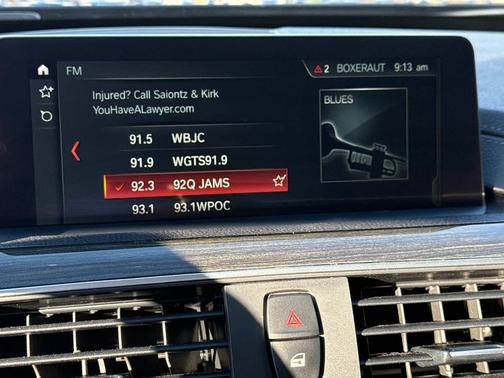 FM
2 BOXERAUT 9:13 am
Injured? Call Saiontz & Kirk
YouHaveALawyer.com
BLUES
91.5 WBJC
91.9 WGTS91.9
92.3 92Q JAMS
93.1 93.1WPOC